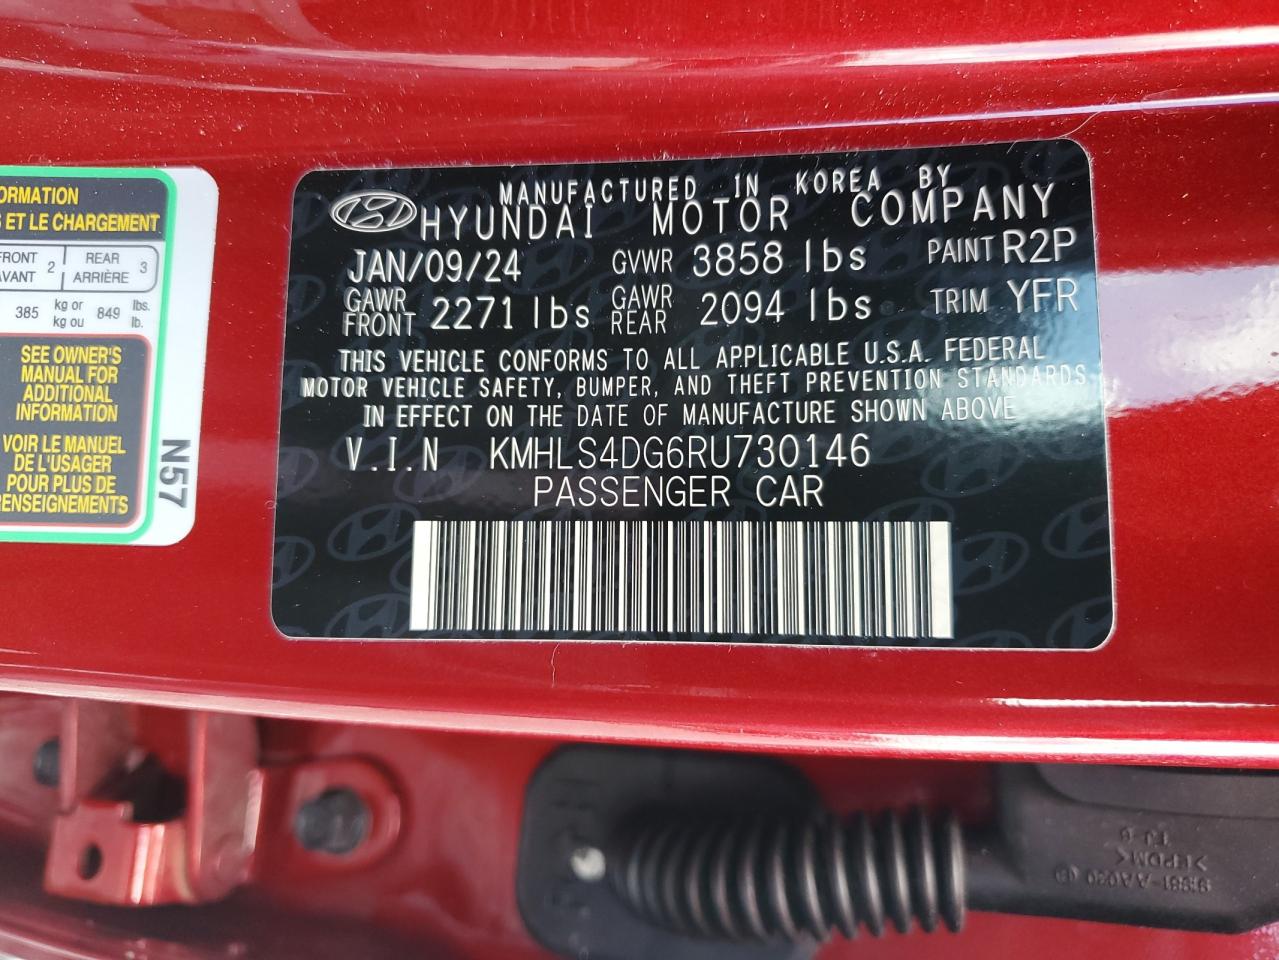 ORMATION
ET LE CHARGEMENT
FRONT
AVANT 2
REAR
ARRIÈRE 3
385 kg or
kg ou 849 lbs.
lb.
SEE OWNER'S
MANUAL FOR
ADDITIONAL
INFORMATION
VOIR LE MANUEL
DE L'USAGER
POUR PLUS DE
RENSEIGNEMENTS
N57
MANUFACTURED IN KOREA BY
HYUNDAI MOTOR COMPANY
JAN/09/24 GVWR 3858 lbs PAINT R2P
GAWR
FRONT 2271 lbs GAWR
REAR 2094 lbs TRIM YFR
THIS VEHICLE CONFORMS TO ALL APPLICABLE U.S.A. FEDERAL
MOTOR VEHICLE SAFETY, BUMPER, AND THEFT PREVENTION STANDARDS
IN EFFECT ON THE DATE OF MANUFACTURE SHOWN ABOVE
V.I.N KMHLS4DG6RU730146
PASSENGER CAR
>EPDM<